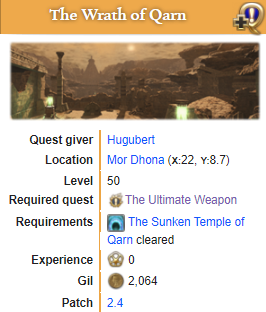 The Wrath of Qarn
Quest giver Hugubert
Location Mor Dhona (X:22, Y:8.7)
Level 50
Required quest The Ultimate Weapon
Requirements The Sunken Temple of
Qarn cleared
Experience 0
Gil 2,064
Patch 2.4